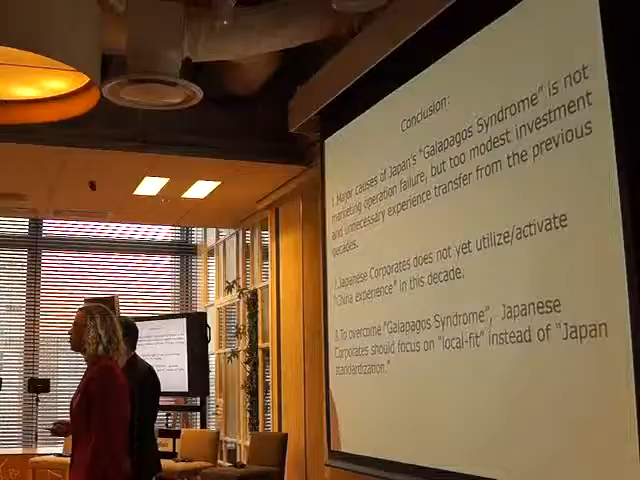 Conclusion:
1.Major causes of Japan's "Galapagos Syndrome" is not
marketing operation failure, but too modest investment
and unnecessary experience transfer from the previous
decades.
Japanese Corporates does not yet utilize/activate
"China experience" in this decade.
3.To overcome "Galapagos Syndrome", Japanese
Corporates should focus on "local-fit" instead of "Japan
standardization."